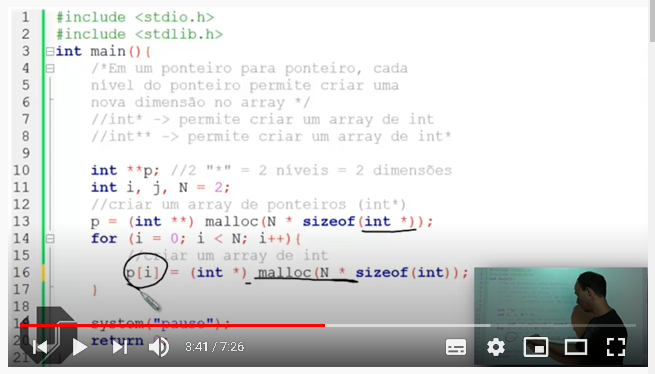 1 #include <stdio.h>
2 #include <stdlib.h>
3 int main(){
4 /*Em um ponteiro para ponteiro, cada
5 nível do ponteiro permite criar uma
6 nova dimensão no array */
7 //int* -> permite criar um array de int
8 //int** -> permite criar um array de int*
9
10 int **p; //2 "*" = 2 níveis = 2 dimensões
11 int i, j, N = 2;
12 //criar um array de ponteiros (int*)
13 p = (int **) malloc(N * sizeof(int *));
14 for (i = 0; i < N; i++){
15 //criar um array de int
16 p[i] = (int *) malloc(N * sizeof(int));
17 }
18
19 system("pause");
20 return
21
3:41 / 7:26